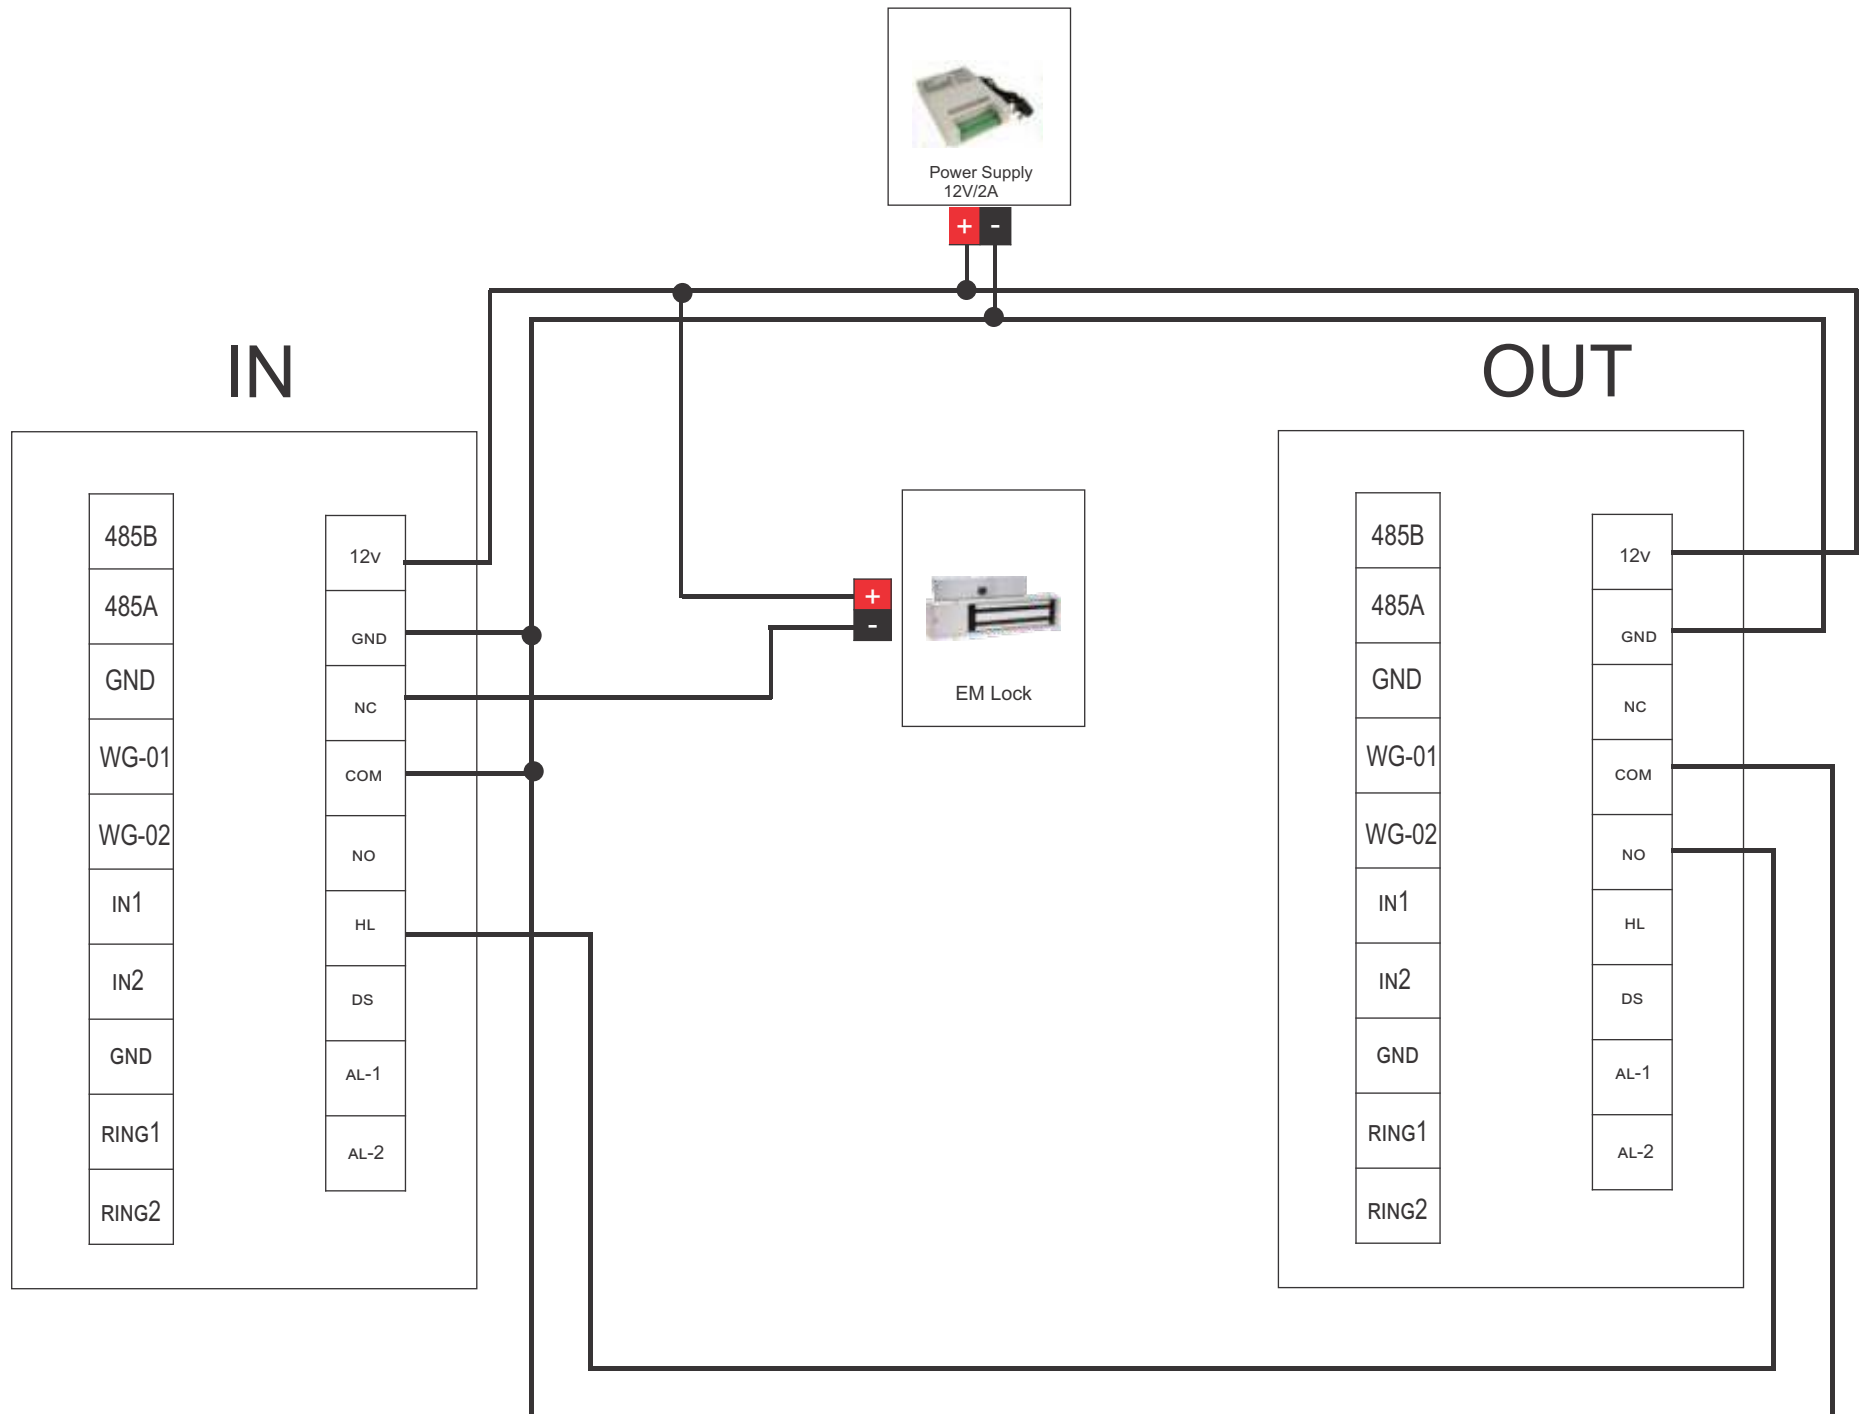 Power Supply
12V/2A
+ -
IN
OUT
485B
485A
GND
WG-01
WG-02
IN1
IN2
GND
RING1
RING2
12V
GND
NC
COM
NO
HL
DS
AL-1
AL-2
+
-
EM Lock
485B
485A
GND
WG-01
WG-02
IN1
IN2
GND
RING1
RING2
12V
GND
NC
COM
NO
HL
DS
AL-1
AL-2